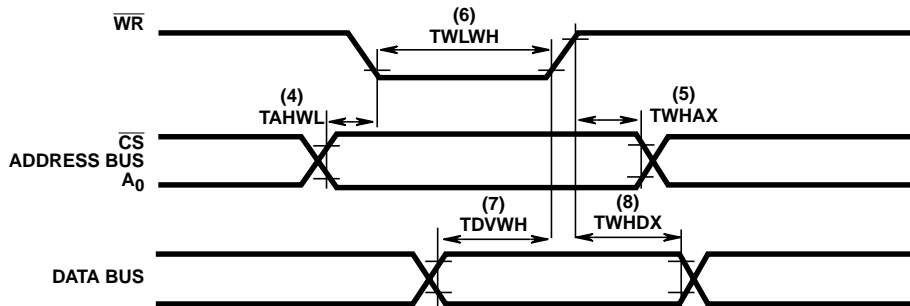 WR
(6)
TWLWH
(4)
TAHWL
(5)
TWHAX
CS
ADDRESS BUS
A0
(7)
TDVWH
(8)
TWHDX
DATA BUS